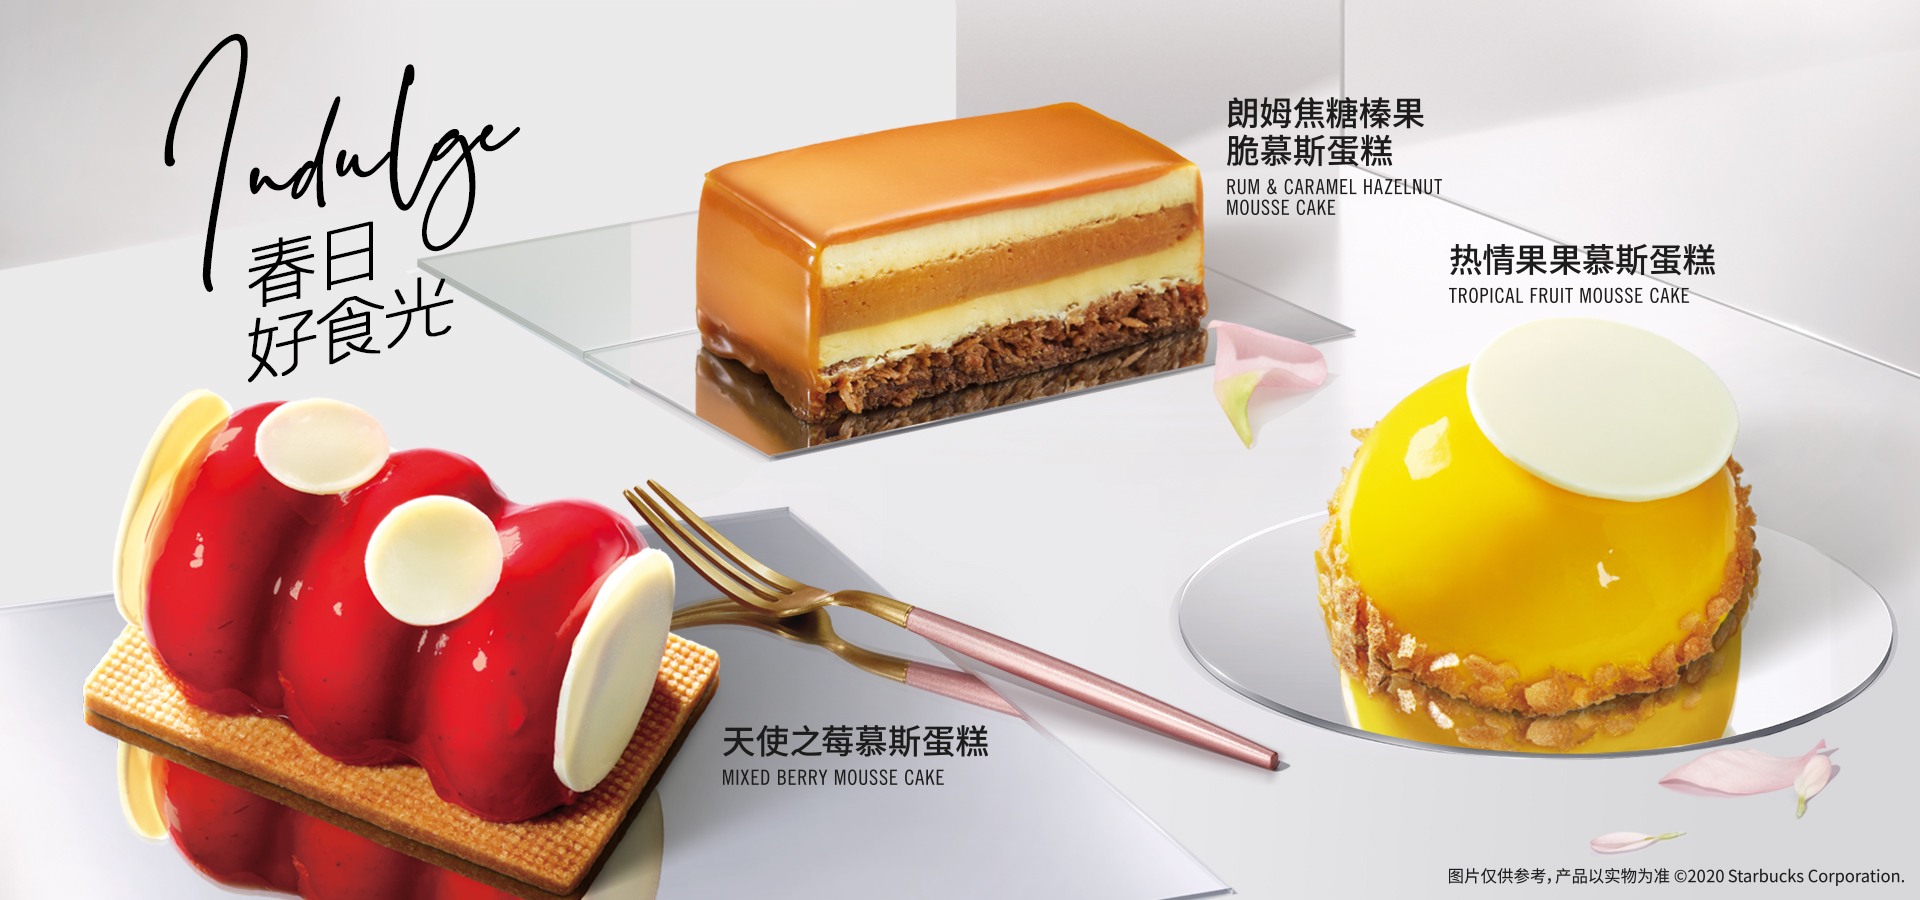 Indulge
春日
好食光
朗姆焦糖榛果
脆慕斯蛋糕
RUM & CARAMEL HAZELNUT
MOUSSE CAKE
热情果果慕斯蛋糕
TROPICAL FRUIT MOUSSE CAKE
天使之莓慕斯蛋糕
MIXED BERRY MOUSSE CAKE
图片仅供参考，产品以实物为准 ©2020 Starbucks Corporation.